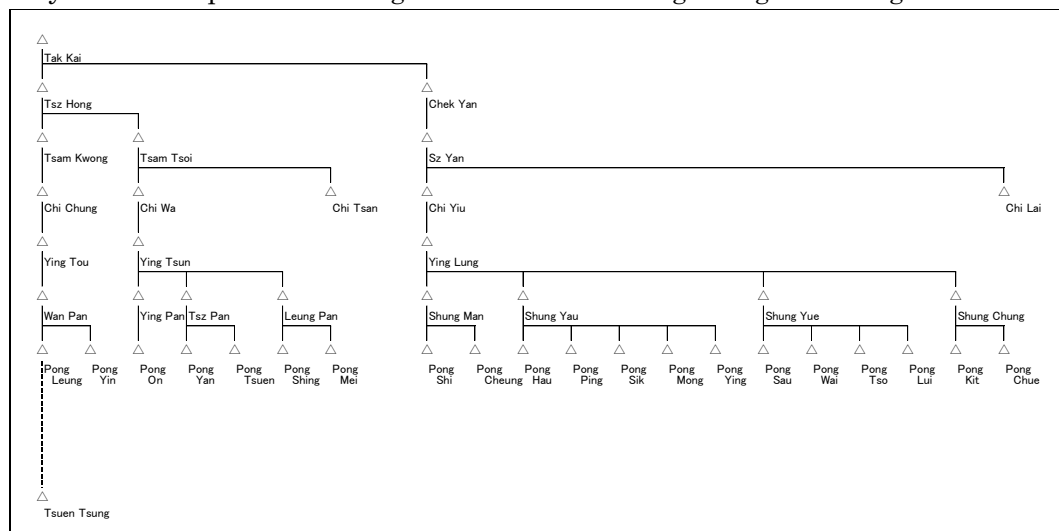 Tak Kai
Tsz Hong Chek Yan
Tsam Kwong Tsam Tsoi Sz Yan
Chi Chung Chi Wa Chi Tsan Chi Yiu Chi Lai
Ying Tou Ying Tsun Ying Lung
Wan Pan Ying Pan Tsz Pan Leung Pan Shung Man Shung Yau Shung Yue Shung Chung
Pong Pong Pong Pong Pong Pong Pong Pong Pong Pong Pong Pong Pong Pong Pong Pong Pong Pong Pong Pong
Leung Yin On Yan Tsuen Shing Mei Shi Cheung Hau Ping Sik Mong Ying Sau Wai Tso Lui Kit Chue
Tsuen Tsung